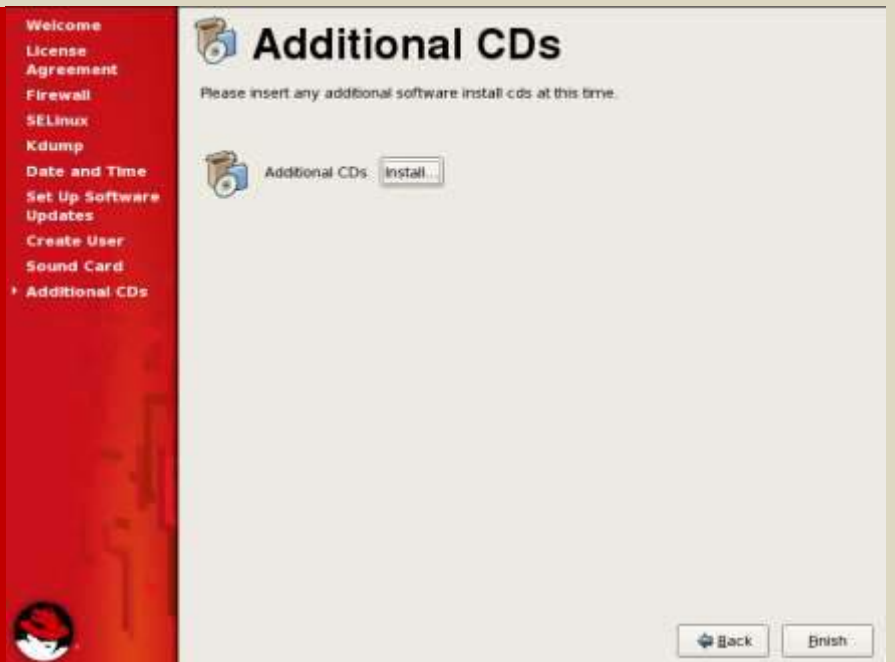 Welcome
License
Agreement
Firewall
SELinux
Kdump
Date and Time
Set Up Software
Updates
Create User
Sound Card
Additional CDs
Additional CDs
Please insert any additional software install cds at this time.
Additional CDs
Install...
Back
Finish